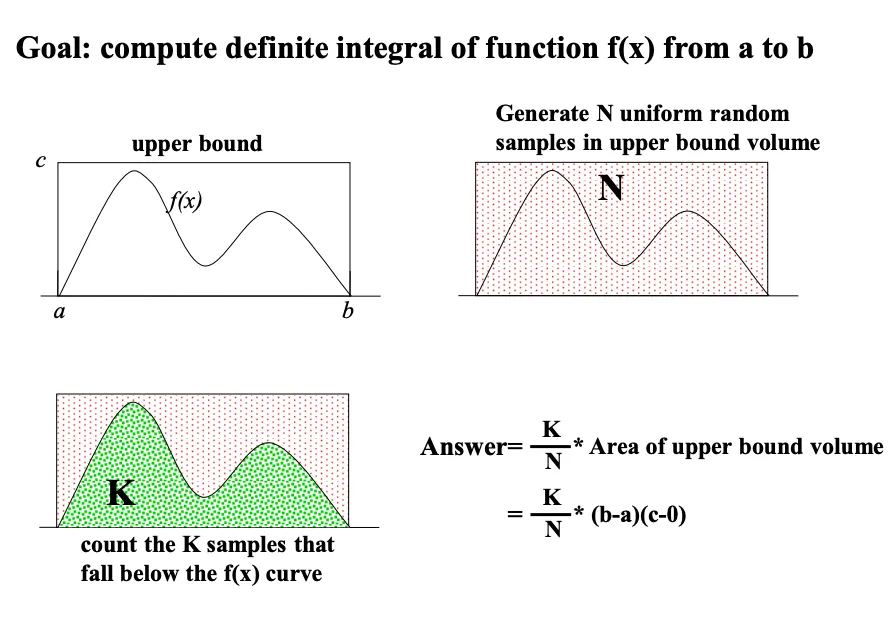 Goal: compute definite integral of function f(x) from a to b
upper bound
c
f(x)
a
b
Generate N uniform random
samples in upper bound volume
N
K
count the K samples that
fall below the f(x) curve
Answer= K/N * Area of upper bound volume
= K/N * (b-a)(c-0)